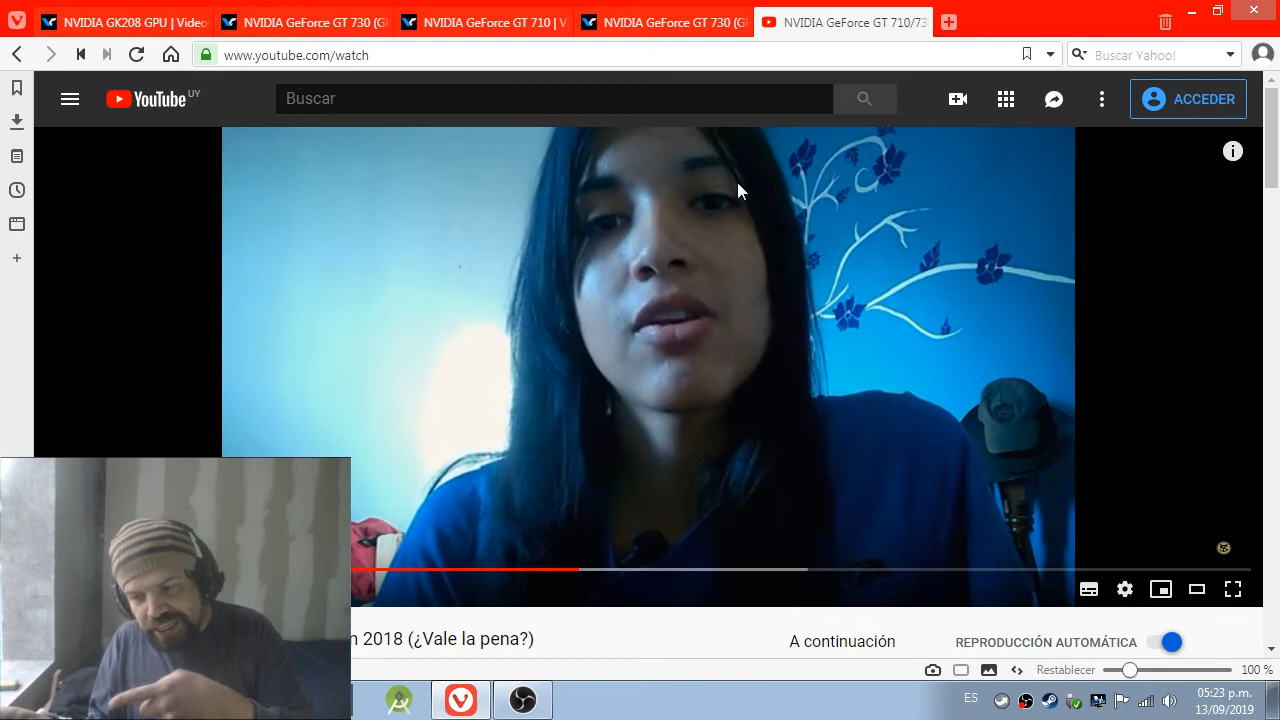 NVIDIA GK208 GPU | Video
NVIDIA GeForce GT 730 (G
NVIDIA GeForce GT 710 | V
NVIDIA GeForce GT 730 (G
NVIDIA GeForce GT 710/73
www.youtube.com/watch
Buscar Yahoo!
YouTube UY
Buscar
ACCEDER
n 2018 (¿Vale la pena?)
A continuación
REPRODUCCIÓN AUTOMÁTICA
Restablecer
100 %
ES
05:23 p.m.
13/09/2019